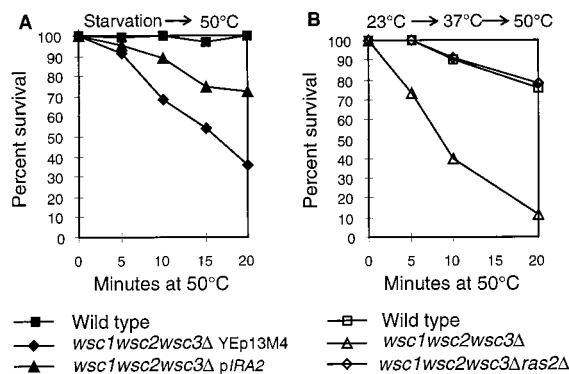 A
Starvation → 50°C
Percent survival
100
90
80
70
60
50
40
30
20
10
0
0 5 10 15 20
Minutes at 50°C
Wild type
wsc1wsc2wsc3Δ YEp13M4
wsc1wsc2wsc3Δ pIRA2
B
23°C → 37°C → 50°C
Percent survival
100
90
80
70
60
50
40
30
20
10
0
0 5 10 15 20
Minutes at 50°C
Wild type
wsc1wsc2wsc3Δ
wsc1wsc2wsc3Δras2Δ